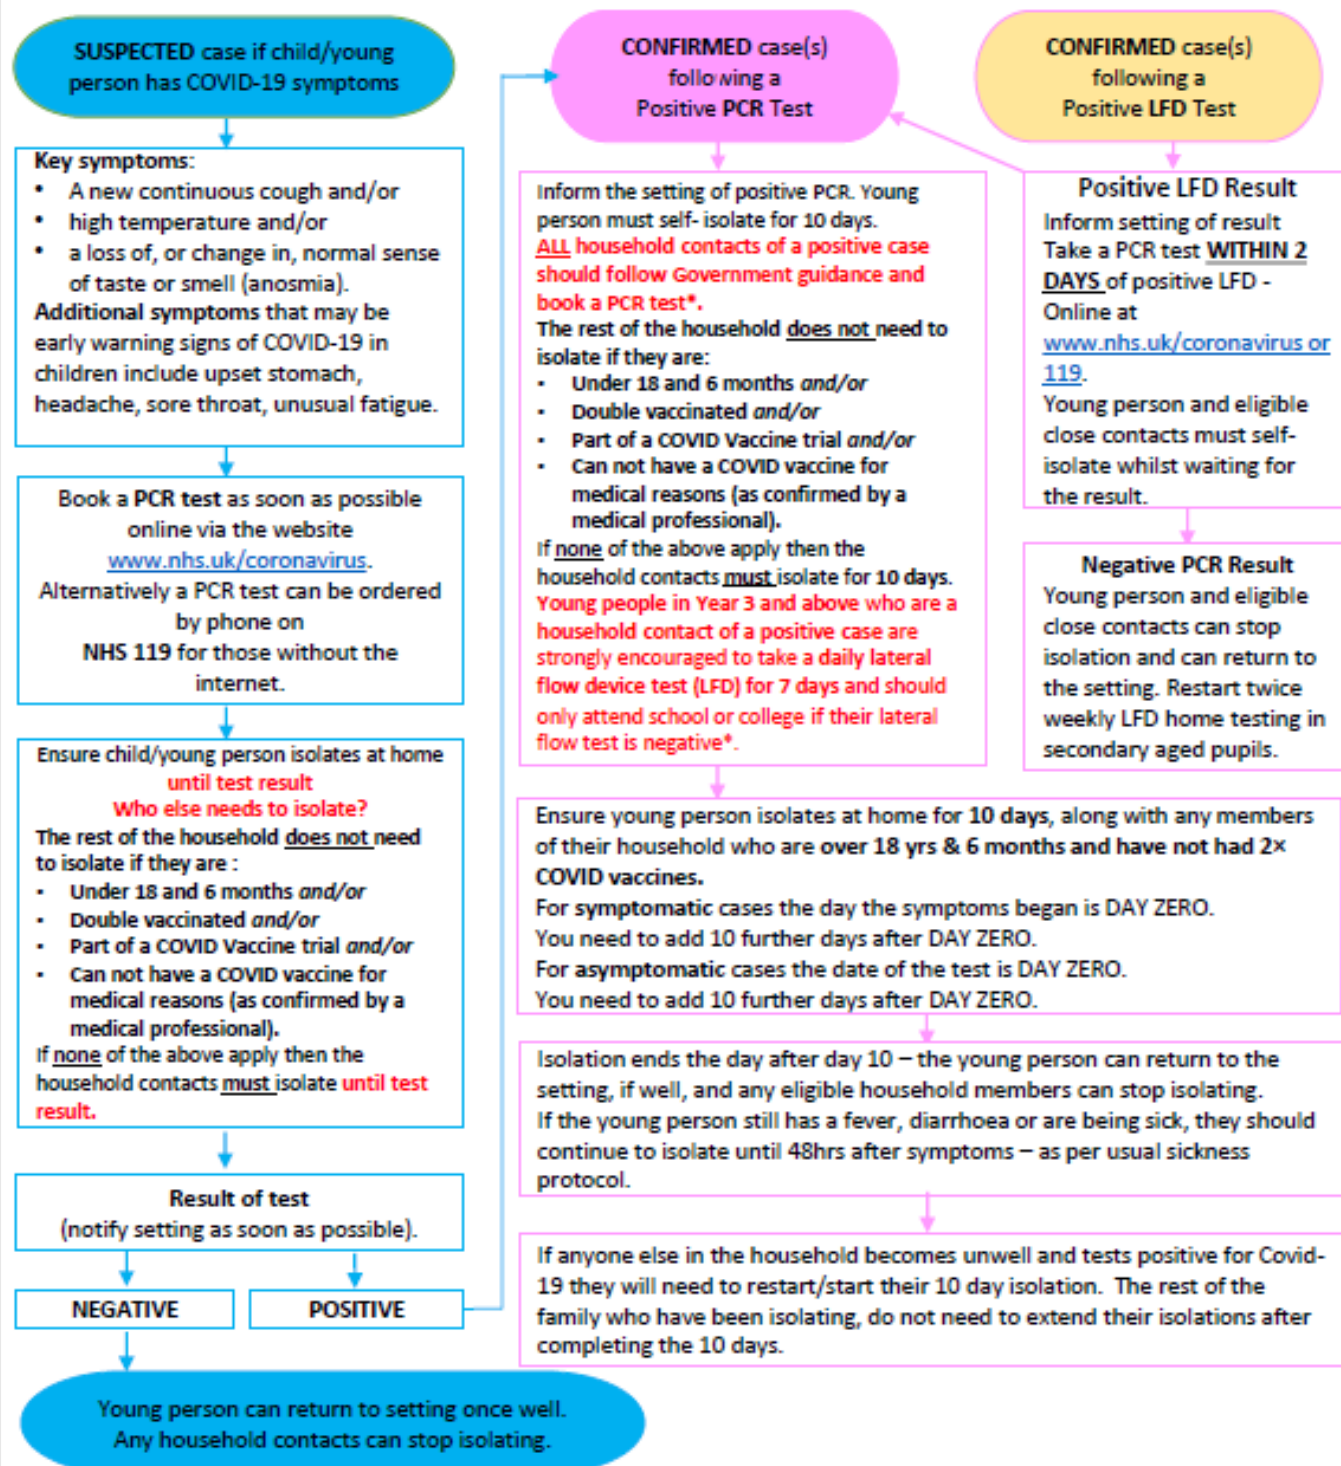 SUSPECTED case if child/young
person has COVID-19 symptoms
Key symptoms:
• A new continuous cough and/or
• high temperature and/or
• a loss of, or change in, normal sense
of taste or smell (anosmia).
Additional symptoms that may be
early warning signs of COVID-19 in
children include upset stomach,
headache, sore throat, unusual fatigue.
Book a PCR test as soon as possible
online via the website
www.nhs.uk/coronavirus.
Alternatively a PCR test can be ordered
by phone on
NHS 119 for those without the
internet.
Ensure child/young person isolates at home
until test result
Who else needs to isolate?
The rest of the household does not need
to isolate if they are :
▪ Under 18 and 6 months and/or
▪ Double vaccinated and/or
▪ Part of a COVID Vaccine trial and/or
▪ Can not have a COVID vaccine for
medical reasons (as confirmed by a
medical professional).
If none of the above apply then the
household contacts must isolate until test
result.
Result of test
(notify setting as soon as possible).
NEGATIVE
POSITIVE
Young person can return to setting once well.
Any household contacts can stop isolating.
CONFIRMED case(s)
following a
Positive PCR Test
Inform the setting of positive PCR. Young
person must self- isolate for 10 days.
ALL household contacts of a positive case
should follow Government guidance and
book a PCR test*.
The rest of the household does not need to
isolate if they are:
▪ Under 18 and 6 months and/or
▪ Double vaccinated and/or
▪ Part of a COVID Vaccine trial and/or
▪ Can not have a COVID vaccine for
medical reasons (as confirmed by a
medical professional).
If none of the above apply then the
household contacts must isolate for 10 days.
Young people in Year 3 and above who are a
household contact of a positive case are
strongly encouraged to take a daily lateral
flow device test (LFD) for 7 days and should
only attend school or college if their lateral
flow test is negative*.
CONFIRMED case(s)
following a
Positive LFD Test
Positive LFD Result
Inform setting of result
Take a PCR test WITHIN 2
DAYS of positive LFD -
Online at
www.nhs.uk/coronavirus or
119.
Young person and eligible
close contacts must self-
isolate whilst waiting for
the result.
Negative PCR Result
Young person and eligible
close contacts can stop
isolation and can return to
the setting. Restart twice
weekly LFD home testing in
secondary aged pupils.
Ensure young person isolates at home for 10 days, along with any members
of their household who are over 18 yrs & 6 months and have not had 2×
COVID vaccines.
For symptomatic cases the day the symptoms began is DAY ZERO.
You need to add 10 further days after DAY ZERO.
For asymptomatic cases the date of the test is DAY ZERO.
You need to add 10 further days after DAY ZERO.
Isolation ends the day after day 10 – the young person can return to the
setting, if well, and any eligible household members can stop isolating.
If the young person still has a fever, diarrhoea or are being sick, they should
continue to isolate until 48hrs after symptoms – as per usual sickness
protocol.
If anyone else in the household becomes unwell and tests positive for Covid-
19 they will need to restart/start their 10 day isolation. The rest of the
family who have been isolating, do not need to extend their isolations after
completing the 10 days.